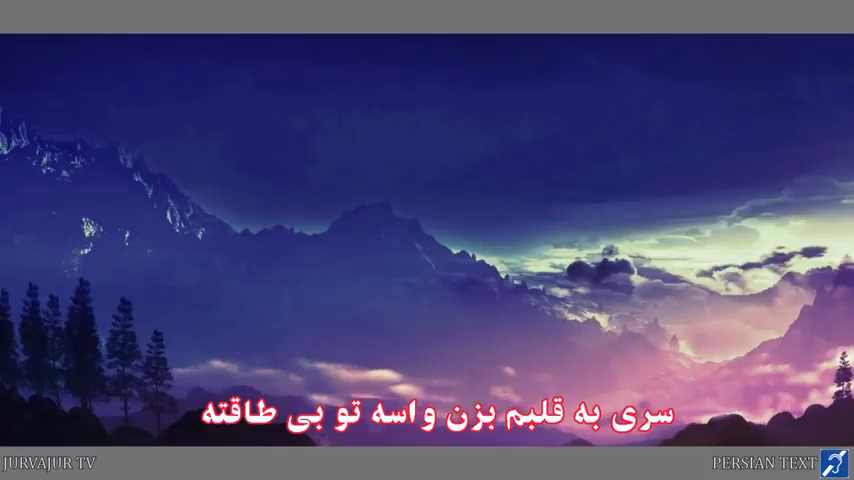 سری به قلبم بزن واسه تو بی طاقته
JURVAJUR TV
PERSIAN TEXT